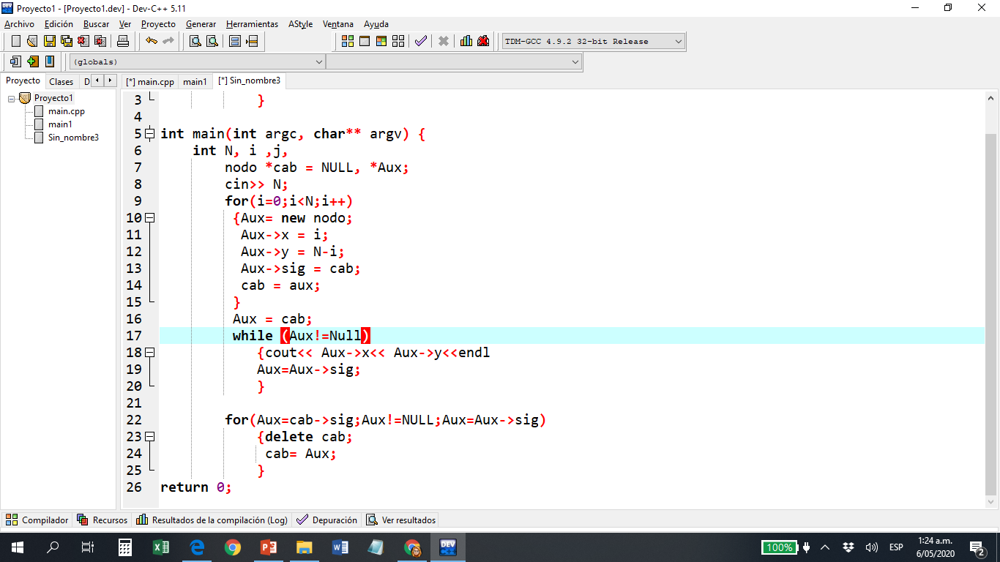 Proyecto1 - [Proyecto1.dev] - Dev-C++ 5.11
Archivo Edición Buscar Ver Proyecto Generar Herramientas AStyle Ventana Ayuda
TDM-GCC 4.9.2 32-bit Release
(globals)
Proyecto Clases D [*] main.cpp main1 [*] Sin_nombre3
Proyecto1
main.cpp
main1
Sin_nombre3
3 }
4
5 int main(int argc, char** argv) {
6 int N, i ,j,
7 nodo *cab = NULL, *Aux;
8 cin>> N;
9 for(i=0;i<N;i++)
10 {Aux= new nodo;
11 Aux->x = i;
12 Aux->y = N-i;
13 Aux->sig = cab;
14 cab = aux;
15 }
16 Aux = cab;
17 while (Aux!=Null)
18 {cout<< Aux->x<< Aux->y<<endl
19 Aux=Aux->sig;
20 }
21
22 for(Aux=cab->sig;Aux!=NULL;Aux=Aux->sig)
23 {delete cab;
24 cab= Aux;
25 }
26 return 0;
Compilador Recursos Resultados de la compilación (Log) Depuración Ver resultados
100% ESP 1:24 a.m.
6/05/2020 2